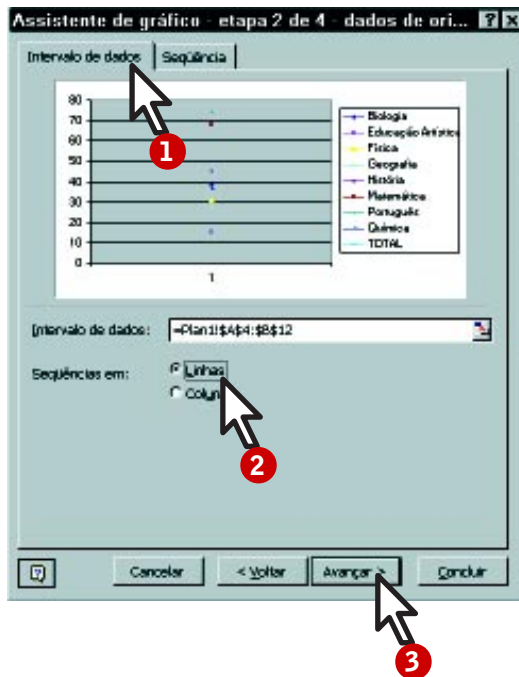 Assistente de gráfico - etapa 2 de 4 - dados de ori... ? x
Intervalo de dados Seqüência
1
80
70
60
50
40
30
20
10
0
1
Biologia
Educação Artística
Física
Geografia
História
Matemática
Português
Química
TOTAL
Intervalo de dados: =Plan1!$A$4:$B$12
Seqüências em: Linhas
Colun
2
? Cancelar < Voltar Avançar > Concluir
3